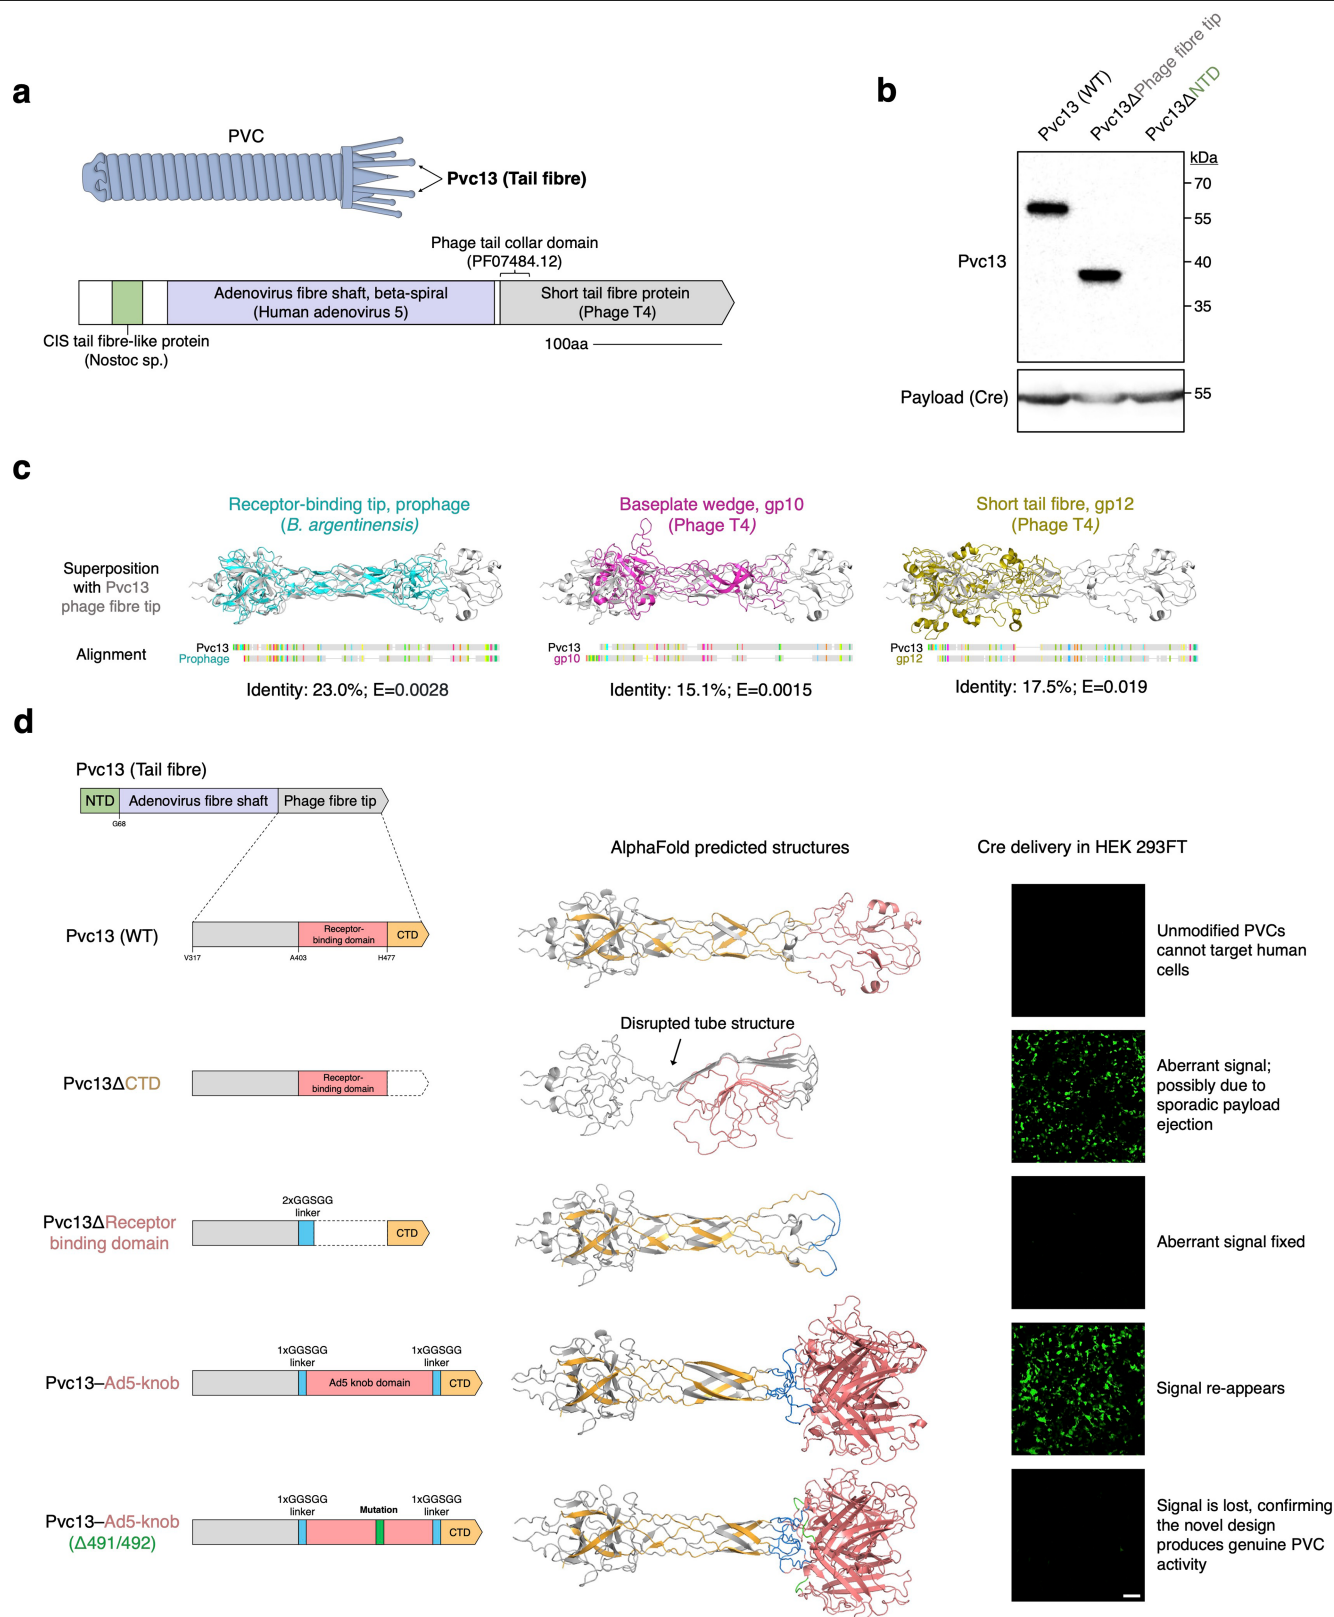 a
PVC
Pvc13 (Tail fibre)
Phage tail collar domain
(PF07484.12)
Adenovirus fibre shaft, beta-spiral
(Human adenovirus 5)
Short tail fibre protein
(Phage T4)
CIS tail fibre-like protein
(Nostoc sp.)
100aa
b
Pvc13 (WT)
Pvc13ΔPhage fibre tip
Pvc13ΔNTD
kDa
70
55
40
35
Pvc13
Payload (Cre)
55
c
Receptor-binding tip, prophage
(B. argentinensis)
Baseplate wedge, gp10
(Phage T4)
Short tail fibre, gp12
(Phage T4)
Superposition
with Pvc13
phage fibre tip
Alignment
Pvc13
Prophage
Pvc13
gp10
Pvc13
gp12
Identity: 23.0%; E=0.0028
Identity: 15.1%; E=0.0015
Identity: 17.5%; E=0.019
d
Pvc13 (Tail fibre)
NTD
Adenovirus fibre shaft
Phage fibre tip
G68
AlphaFold predicted structures
Cre delivery in HEK 293FT
Pvc13 (WT)
Receptor-
binding domain
CTD
V317
A403
H477
Unmodified PVCs
cannot target human
cells
Disrupted tube structure
Pvc13ΔCTD
Receptor-
binding domain
Aberrant signal;
possibly due to
sporadic payload
ejection
2xGGSGG
linker
Pvc13ΔReceptor
binding domain
CTD
Aberrant signal fixed
1xGGSGG
linker
1xGGSGG
linker
Pvc13–Ad5-knob
Ad5 knob domain
CTD
Signal re-appears
1xGGSGG
linker
Mutation
1xGGSGG
linker
Pvc13–Ad5-knob
(Δ491/492)
CTD
Signal is lost, confirming
the novel design
produces genuine PVC
activity